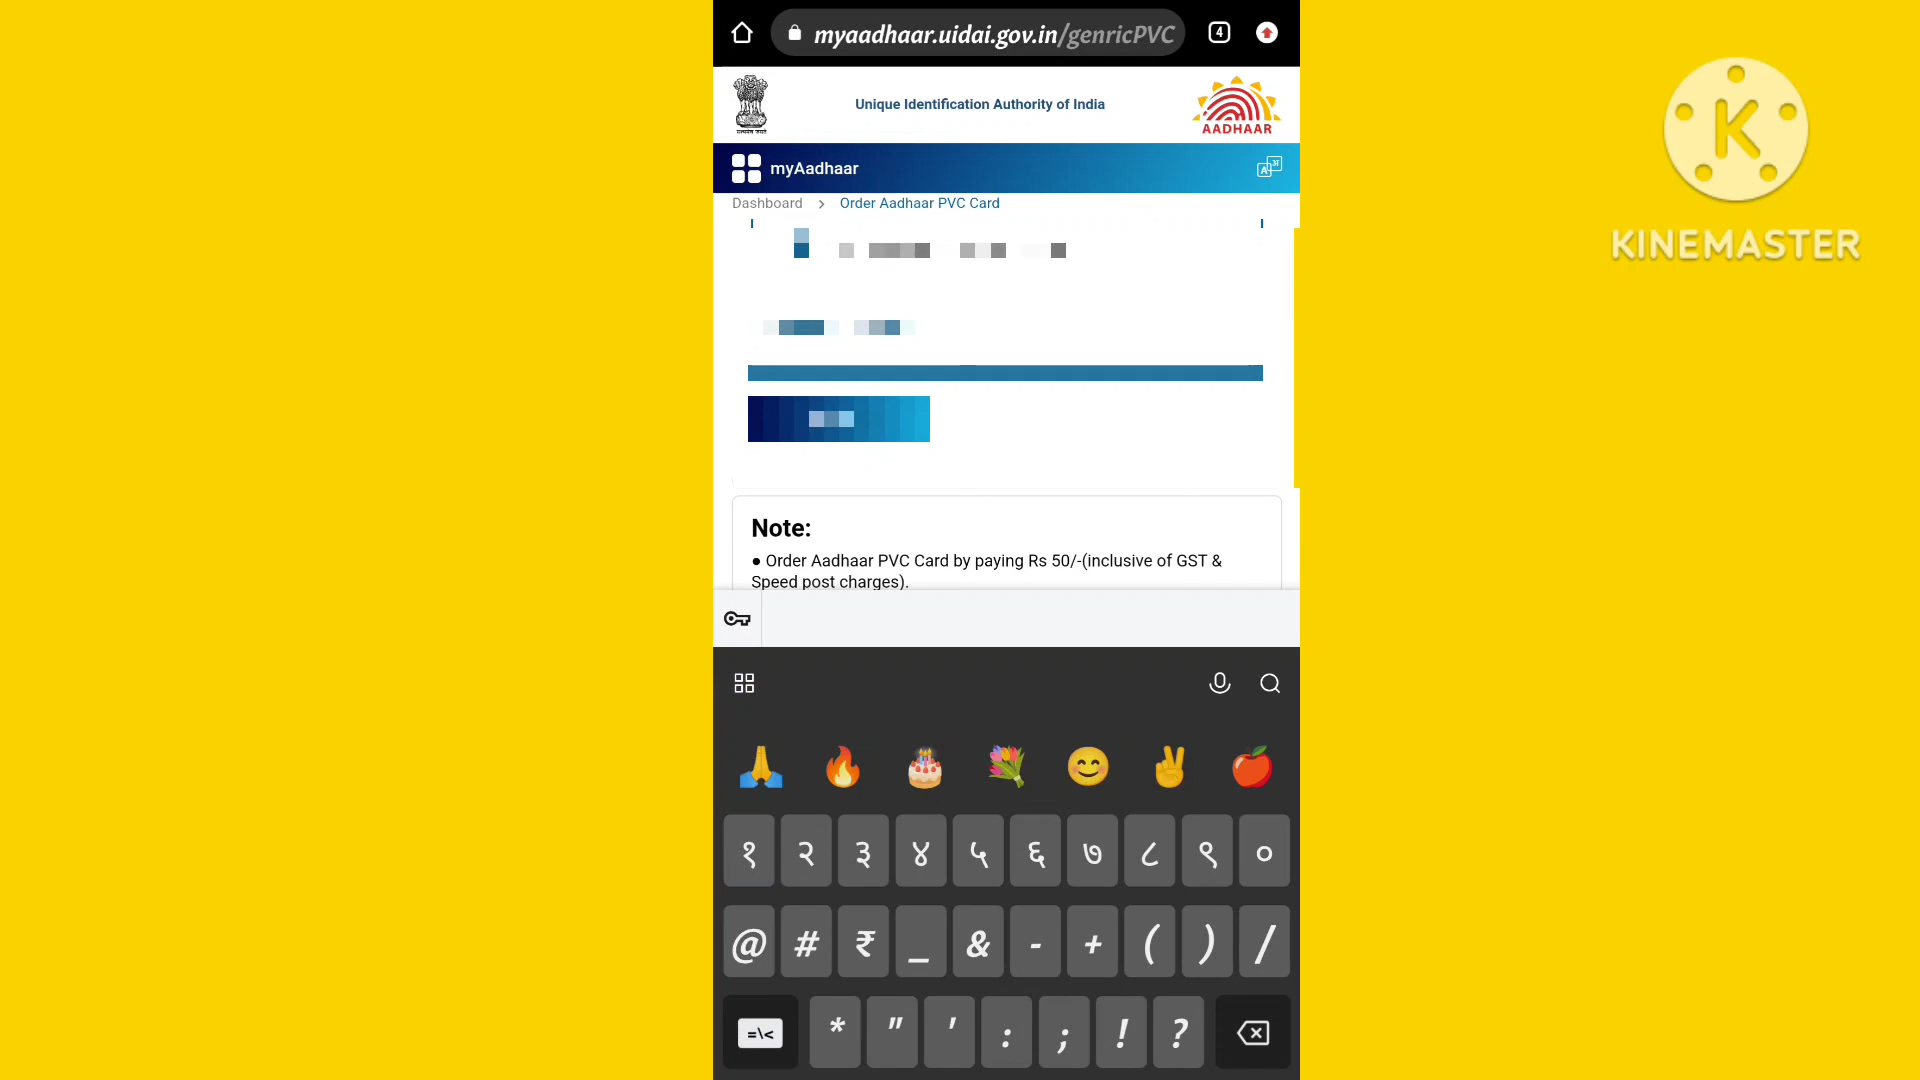 myaadhaar.uidai.gov.in/genricPVC
4
Unique Identification Authority of India
AADHAAR
myAadhaar
Dashboard > Order Aadhaar PVC Card
Note:
● Order Aadhaar PVC Card by paying Rs 50/-(inclusive of GST &
Speed post charges).
१ २ ३ ४ ५ ६ ७ ८ ९ ०
@ # ₹ _ & - + ( ) /
=\< * " ' : ; ! ?
K
KINEMASTER